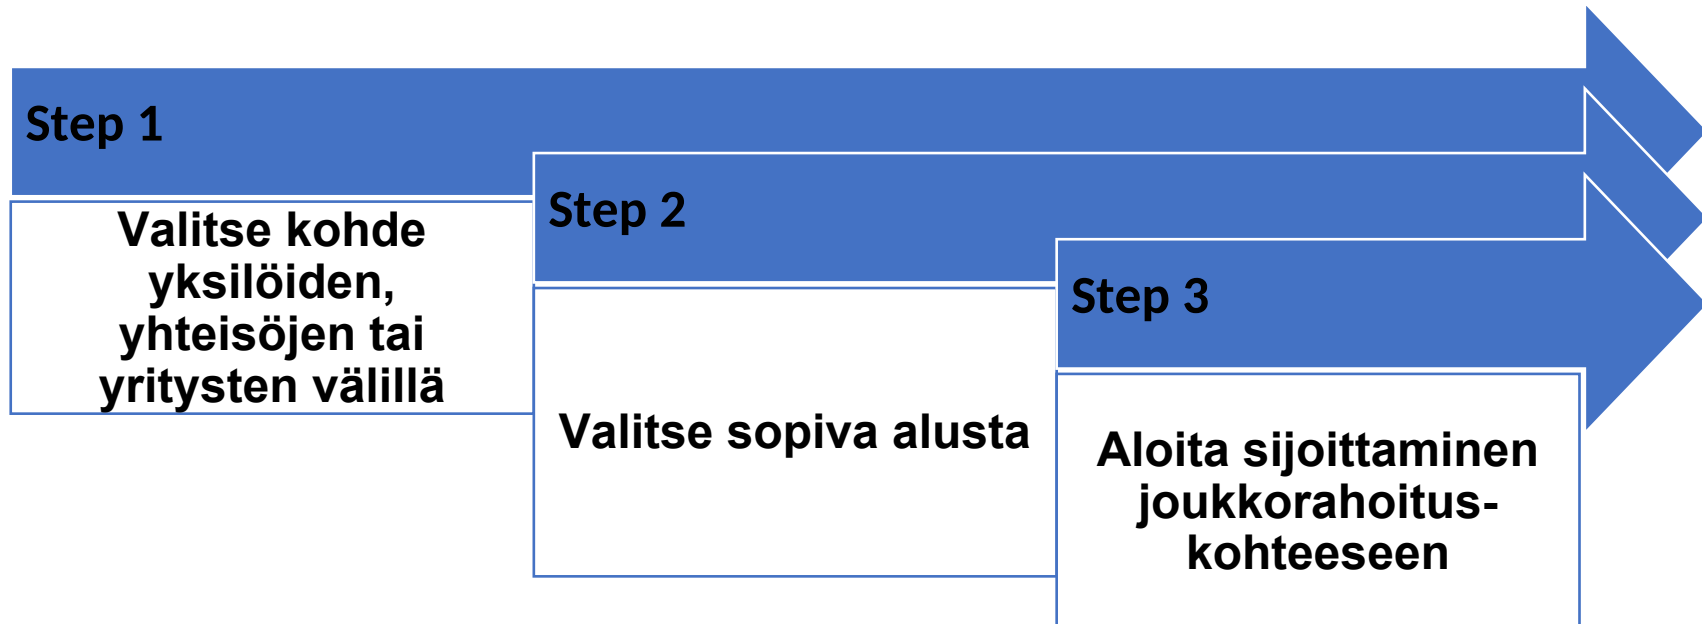 Step 1
Valitse kohde
yksilöiden,
yhteisöjen tai
yritysten välillä
Step 2
Valitse sopiva alusta
Step 3
Aloita sijoittaminen
joukkorahoitus-
kohteeseen